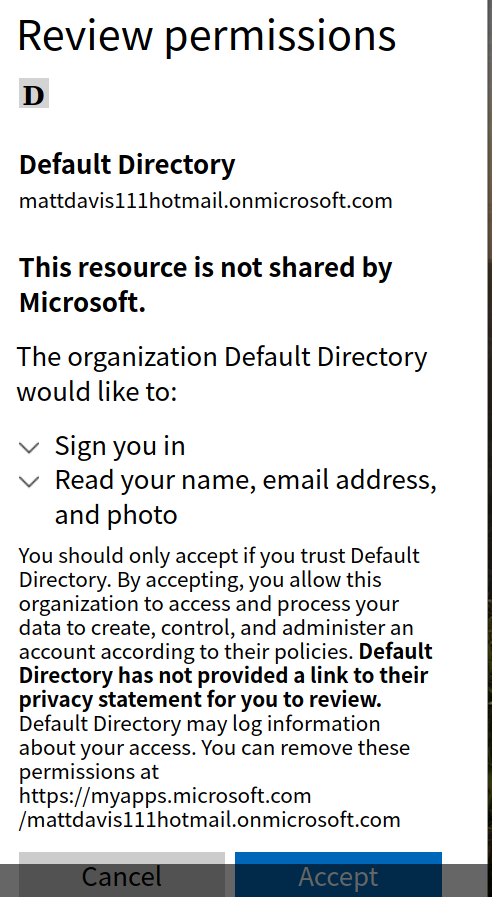 Review permissions
D
Default Directory
mattdavis111hotmail.onmicrosoft.com
This resource is not shared by
Microsoft.
The organization Default Directory
would like to:
Sign you in
Read your name, email address,
and photo
You should only accept if you trust Default
Directory. By accepting, you allow this
organization to access and process your
data to create, control, and administer an
account according to their policies. Default
Directory has not provided a link to their
privacy statement for you to review.
Default Directory may log information
about your access. You can remove these
permissions at
https://myapps.microsoft.com
/mattdavis111hotmail.onmicrosoft.com
Cancel Accept